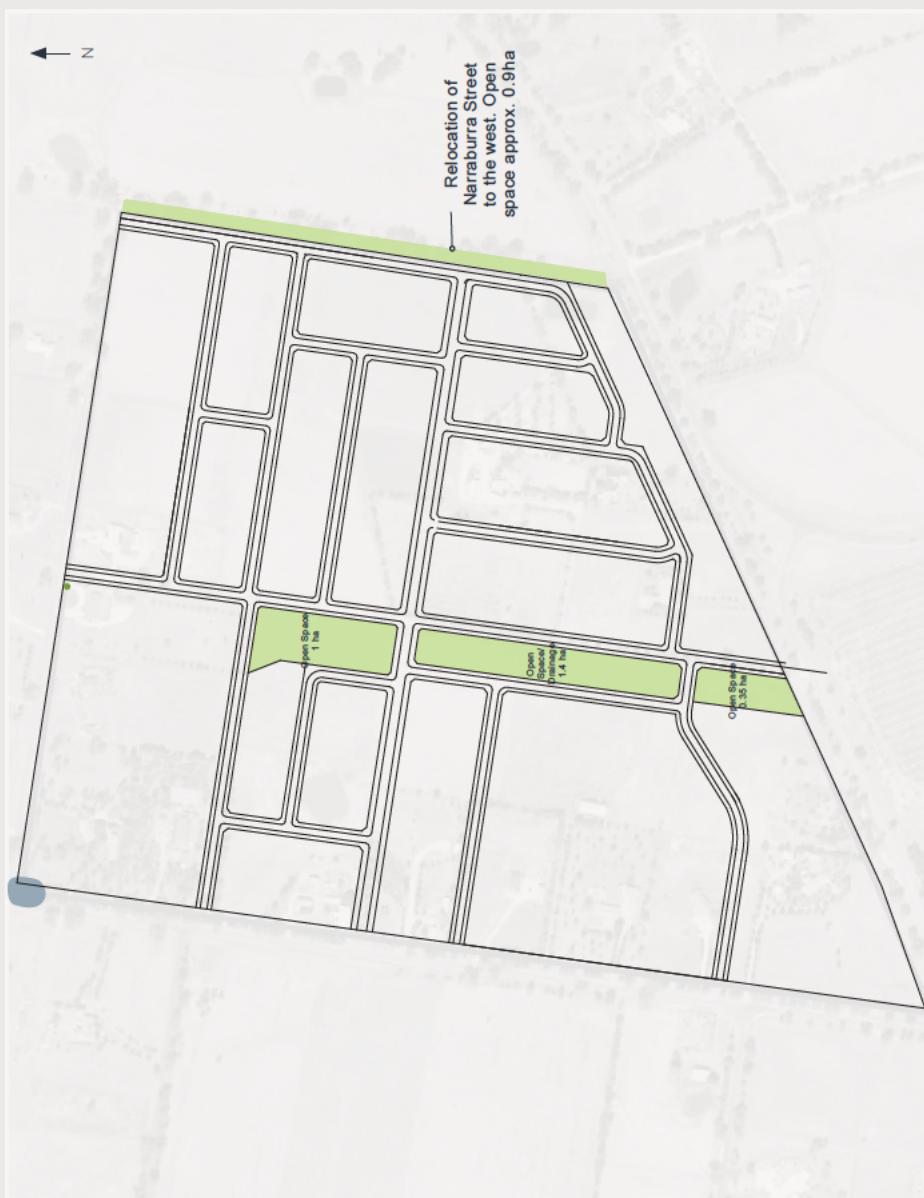 N
Relocation of
Narraburra Street
to the west. Open
space approx. 0.9ha
Open Space
1 ha
Open
Space/
Drainage
1.4 ha
Open Space
0.35 ha